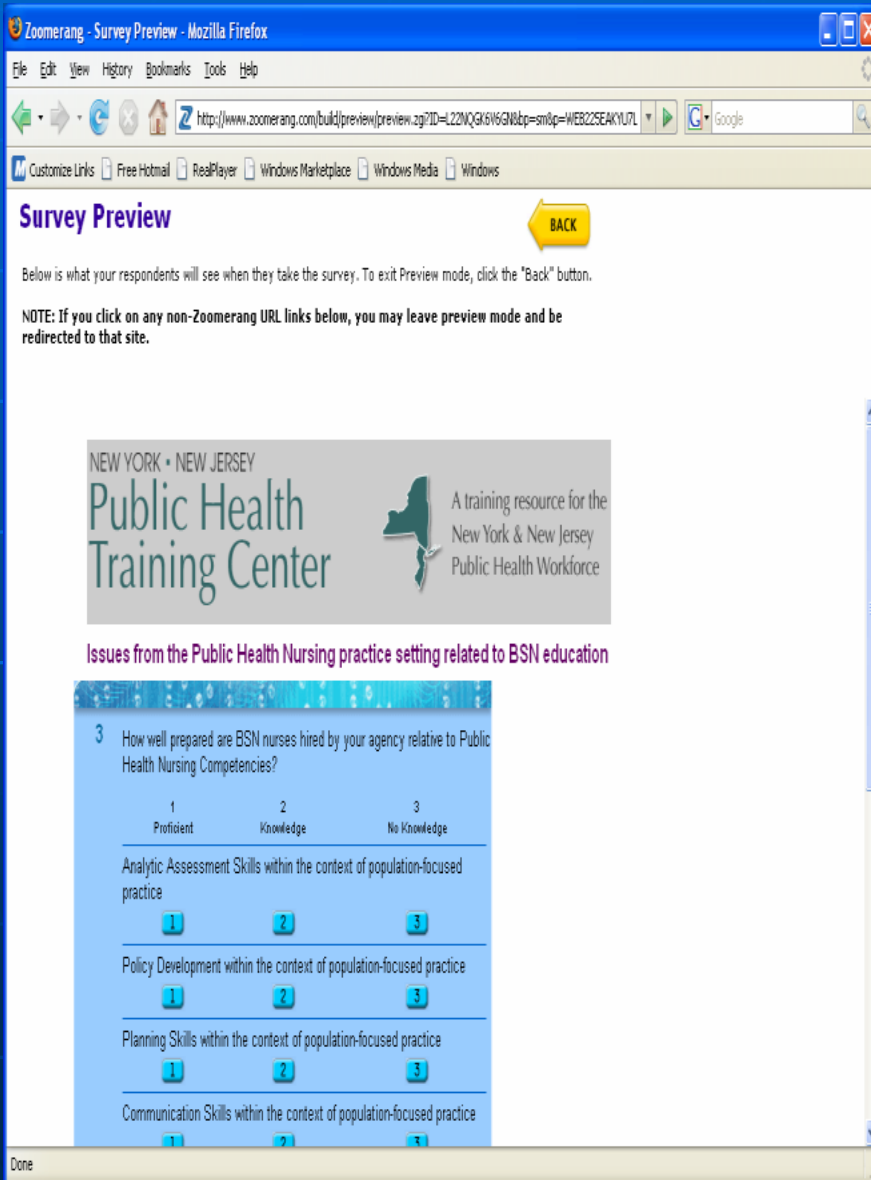 Zoomerang - Survey Preview - Mozilla Firefox
File Edit View History Bookmarks Tools Help
http://www.zoomerang.com/build/preview/preview.zgi?ID=L22NQGK6V6GN&bp=sm&p=WEB225EAKYU7L
G Google
Customize Links Free Hotmail RealPlayer Windows Marketplace Windows Media Windows
Survey Preview
BACK
Below is what your respondents will see when they take the survey. To exit Preview mode, click the "Back" button.
NOTE: If you click on any non-Zoomerang URL links below, you may leave preview mode and be
redirected to that site.
NEW YORK • NEW JERSEY
Public Health
Training Center
A training resource for the
New York & New Jersey
Public Health Workforce
Issues from the Public Health Nursing practice setting related to BSN education
3 How well prepared are BSN nurses hired by your agency relative to Public
Health Nursing Competencies?
1 2 3
Proficient Knowledge No Knowledge
Analytic Assessment Skills within the context of population-focused
practice
1 2 3
Policy Development within the context of population-focused practice
1 2 3
Planning Skills within the context of population-focused practice
1 2 3
Communication Skills within the context of population-focused practice
1 2 3
Done